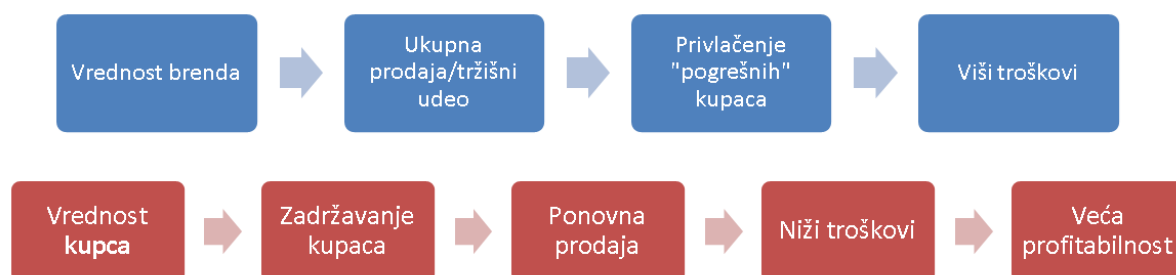 Vrednost brenda
Ukupna
prodaja/tržišni
udeo
Privlačenje
"pogrešnih"
kupaca
Viši troškovi
Vrednost
kupca
Zadržavanje
kupaca
Ponovna
prodaja
Niži troškovi
Veća
profitabilnost